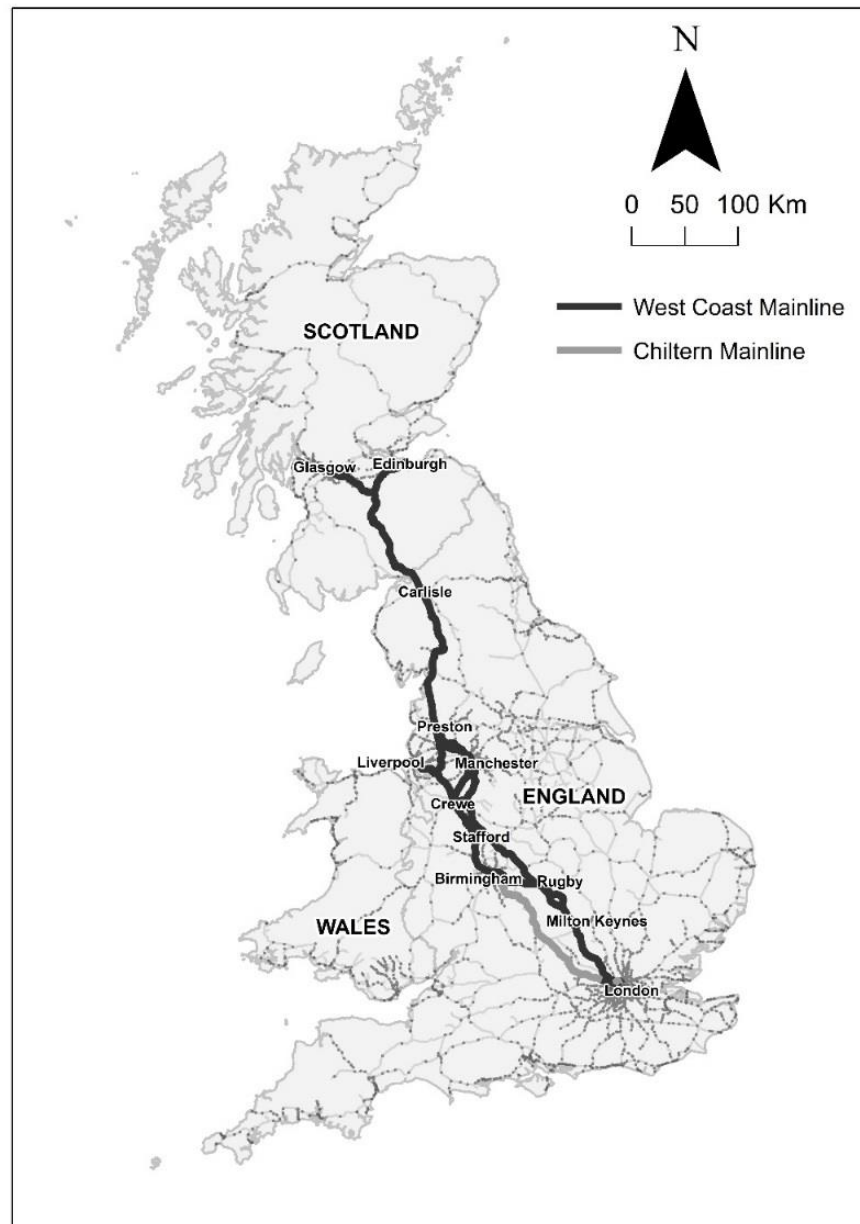 N
0 50 100 Km
West Coast Mainline
Chiltern Mainline
SCOTLAND
Glasgow
Edinburgh
Carlisle
Preston
Liverpool
Manchester
Crewe
ENGLAND
Stafford
Birmingham
Rugby
WALES
Milton Keynes
London